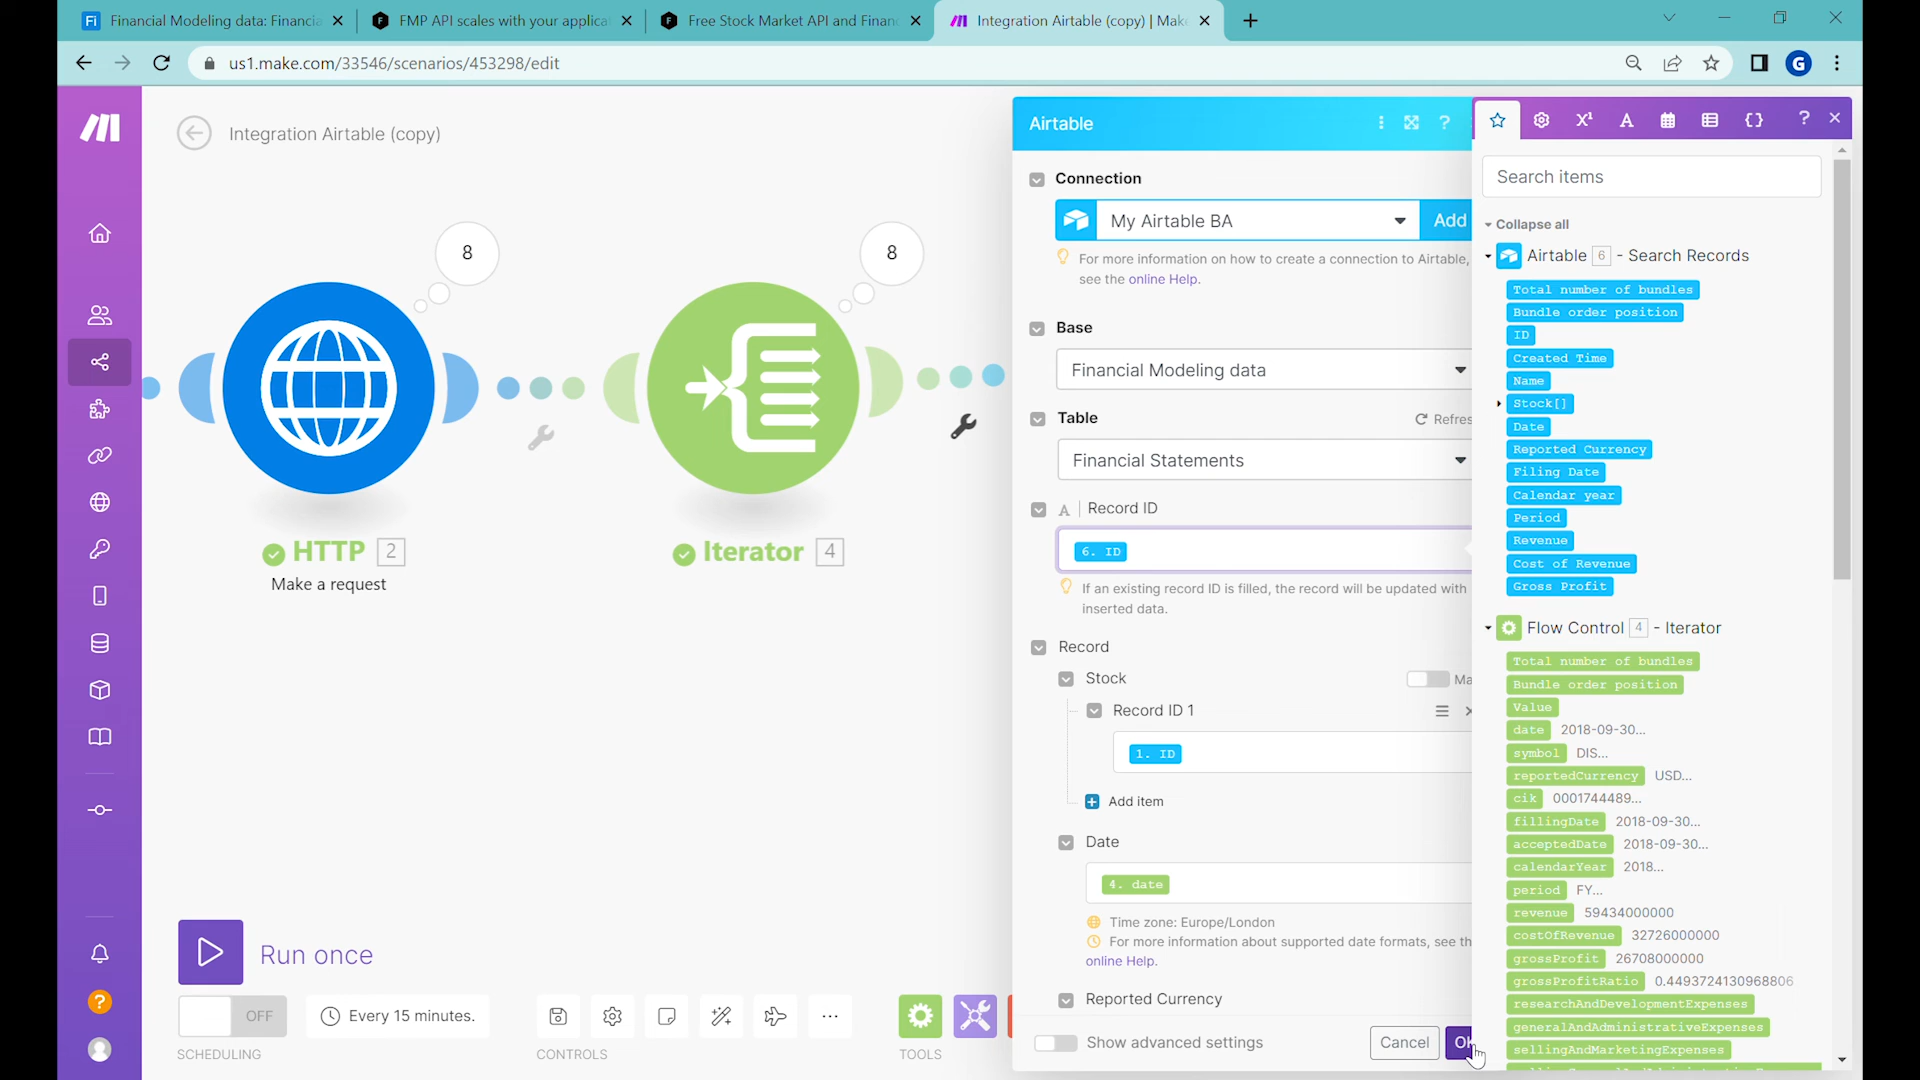 Financial Modeling data: Financia
FMP API scales with your applica
Free Stock Market API and Finan
Integration Airtable (copy) | Make
us1.make.com/33546/scenarios/453298/edit
G
Integration Airtable (copy)
8
8
HTTP 2
Make a request
Iterator 4
Run once
OFF
Every 15 minutes.
SCHEDULING
CONTROLS
TOOLS
Airtable
Connection
My Airtable BA
Add
For more information on how to create a connection to Airtable,
see the online Help.
Base
Financial Modeling data
Table
Refres
Financial Statements
A | Record ID
6. ID
If an existing record ID is filled, the record will be updated with
inserted data.
Record
Stock
Ma
Record ID 1
1. ID
Add item
Date
4. date
Time zone: Europe/London
For more information about supported date formats, see th
online Help.
Reported Currency
Show advanced settings
Cancel
OK
Search items
Collapse all
Airtable 6 - Search Records
Total number of bundles
Bundle order position
ID
Created Time
Name
Stock[]
Date
Reported Currency
Filing Date
Calendar year
Period
Revenue
Cost of Revenue
Gross Profit
Flow Control 4 - Iterator
Total number of bundles
Bundle order position
Value
date 2018-09-30...
symbol DIS...
reportedCurrency USD...
cik 0001744489...
fillingDate 2018-09-30...
acceptedDate 2018-09-30...
calendarYear 2018...
period FY...
revenue 59434000000
costOfRevenue 32726000000
grossProfit 26708000000
grossProfitRatio 0.4493724130968806
researchAndDevelopmentExpenses
generalAndAdministrativeExpenses
sellingAndMarketingExpenses